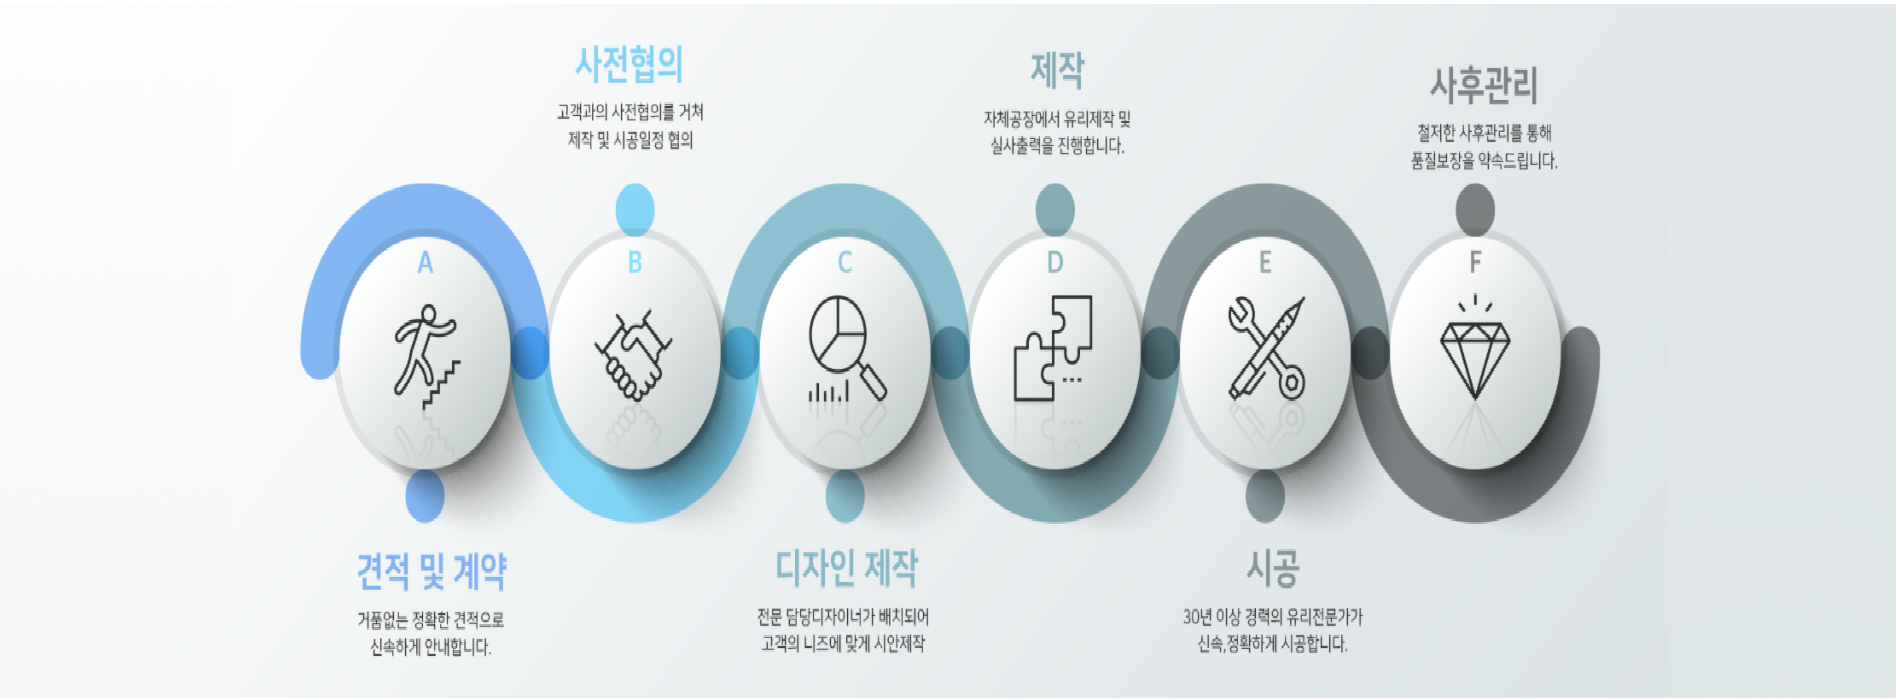 A
견적 및 계약
거품없는 정확한 견적으로
신속하게 안내합니다.
사전협의
고객과의 사전협의를 거쳐
제작 및 시공일정 협의
B
C
디자인 제작
전문 담당디자이너가 배치되어
고객의 니즈에 맞게 시안제작
제작
자체공장에서 유리제작 및
실사출력을 진행합니다.
D
E
시공
30년 이상 경력의 유리전문가가
신속,정확하게 시공합니다.
사후관리
철저한 사후관리를 통해
품질보장을 약속드립니다.
F